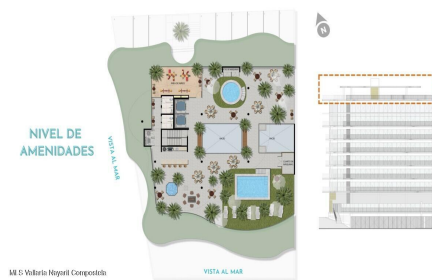 N
NIVEL DE
AMENIDADES
VISTA AL MAR
VISTA AL MAR
MLS Vallarta Nayarit Compostela